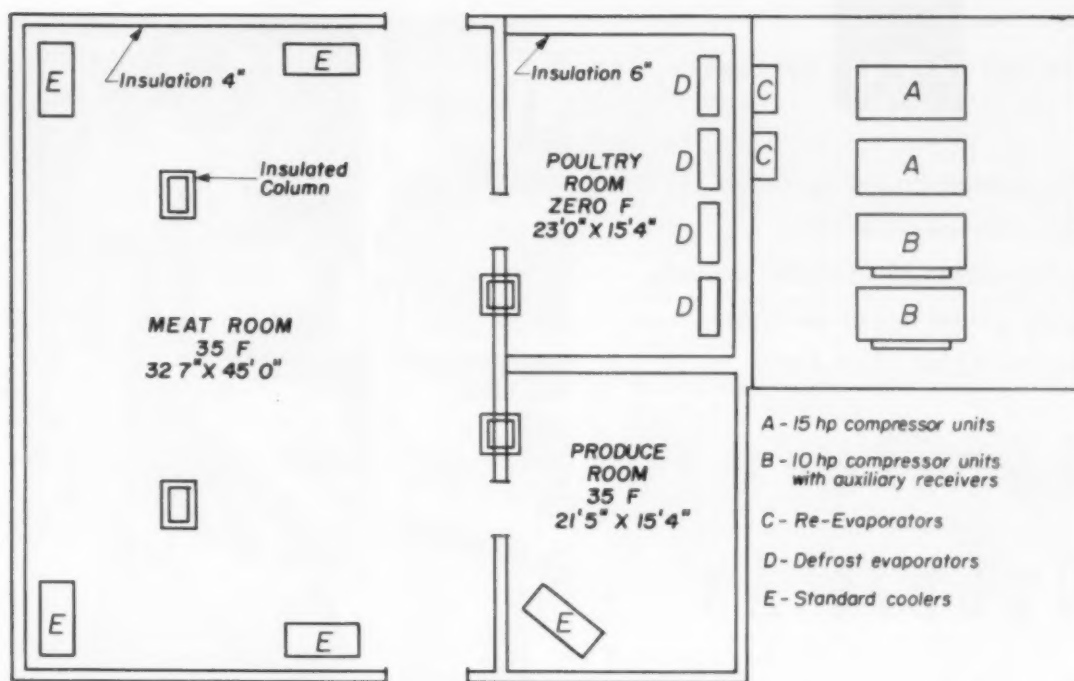 E
Insulation 4"
E
Insulated
Column
MEAT ROOM
35 F
32 7" X 45'0"
E
E
Insulation 6"
D
D
D
D
POULTRY
ROOM
ZERO F
23'0" X 15'4"
C
C
A
A
B
B
PRODUCE
ROOM
35 F
21'5" X 15'4"
E
A - 15 hp compressor units
B - 10 hp compressor units
with auxiliary receivers
C - Re-Evaporators
D - Defrost evaporators
E - Standard coolers